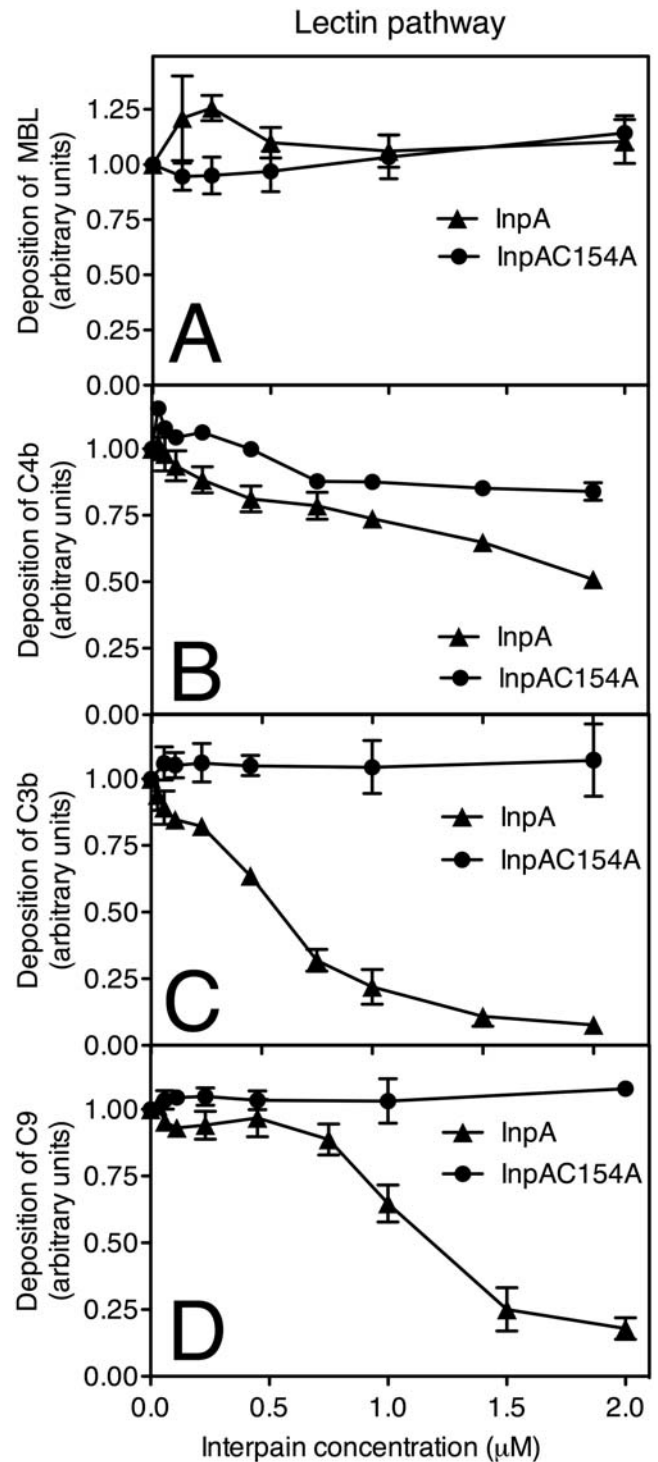 Lectin pathway
Deposition of MBL
(arbitrary units)
1.25
1.00
0.75
0.50
0.25
0.00
InpA
InpAC154A
A
Deposition of C4b
(arbitrary units)
1.00
0.75
0.50
0.25
0.00
InpA
InpAC154A
B
Deposition of C3b
(arbitrary units)
1.00
0.75
0.50
0.25
0.00
InpA
InpAC154A
C
Deposition of C9
(arbitrary units)
1.00
0.75
0.50
0.25
0.00
InpA
InpAC154A
D
0.0 0.5 1.0 1.5 2.0
Interpain concentration (μM)